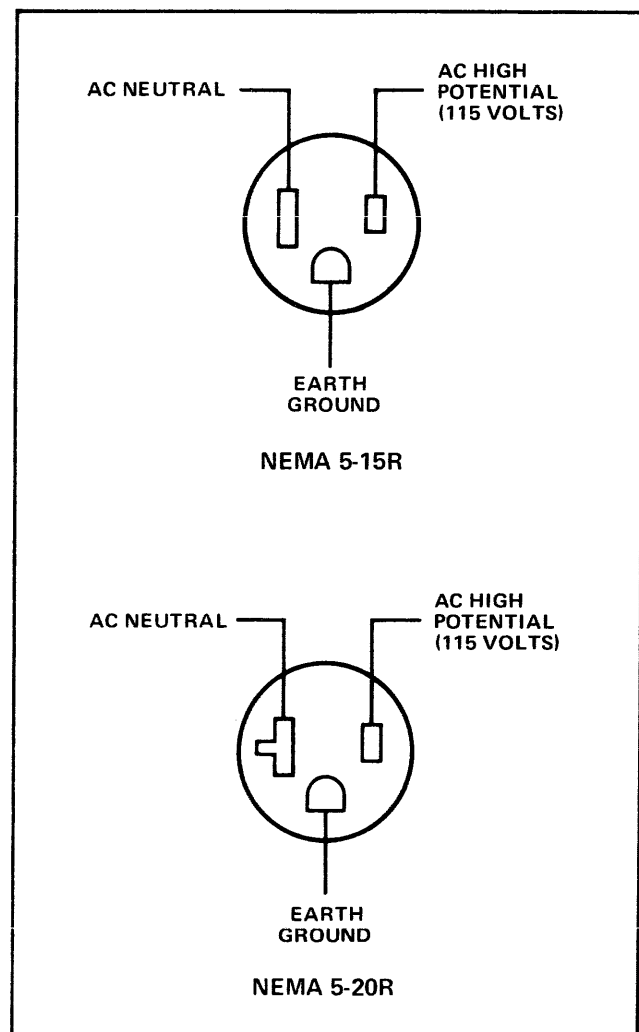 AC NEUTRAL
AC HIGH
POTENTIAL
(115 VOLTS)
EARTH
GROUND
NEMA 5-15R
AC NEUTRAL
AC HIGH
POTENTIAL
(115 VOLTS)
EARTH
GROUND
NEMA 5-20R